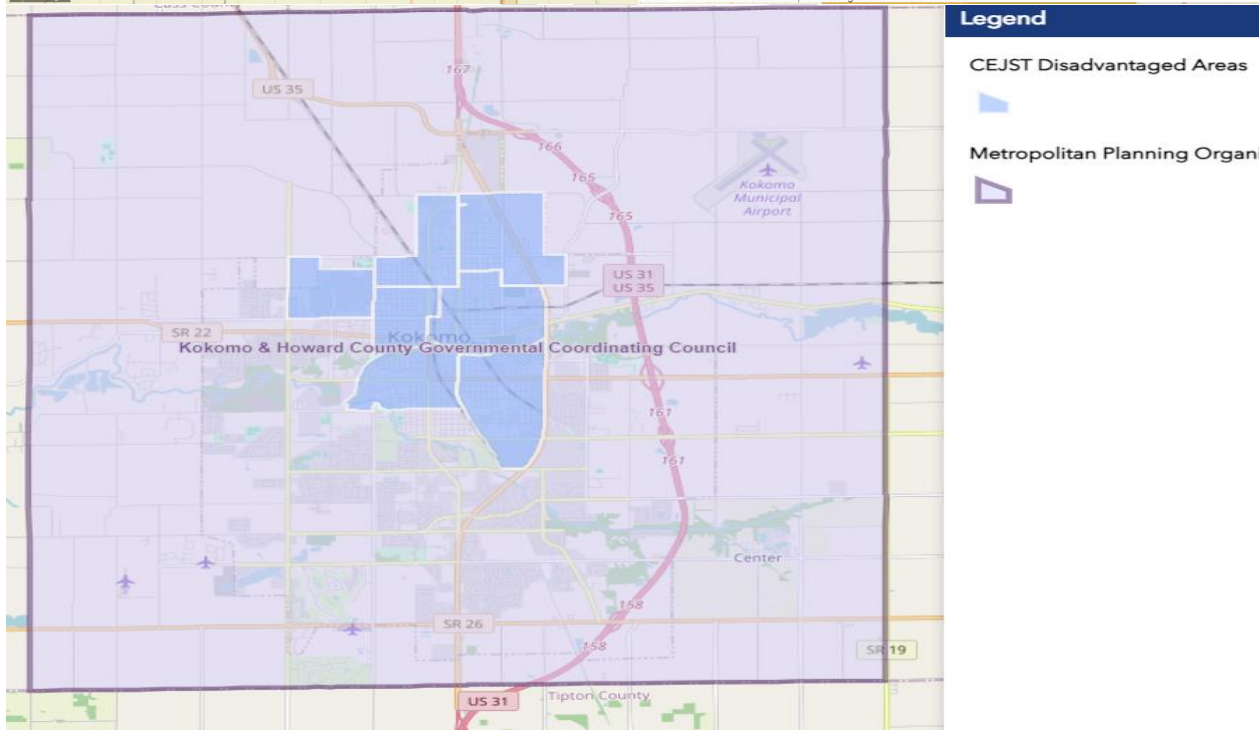 Legend
CEJST Disadvantaged Areas
Metropolitan Planning Organi
US 35
167
166
165
Kokomo
Municipal
Airport
165
US 31
US 35
SR 22
Kokomo
Kokomo & Howard County Governmental Coordinating Council
161
161
Center
158
SR 26
158
SR 19
Tipton County
US 31